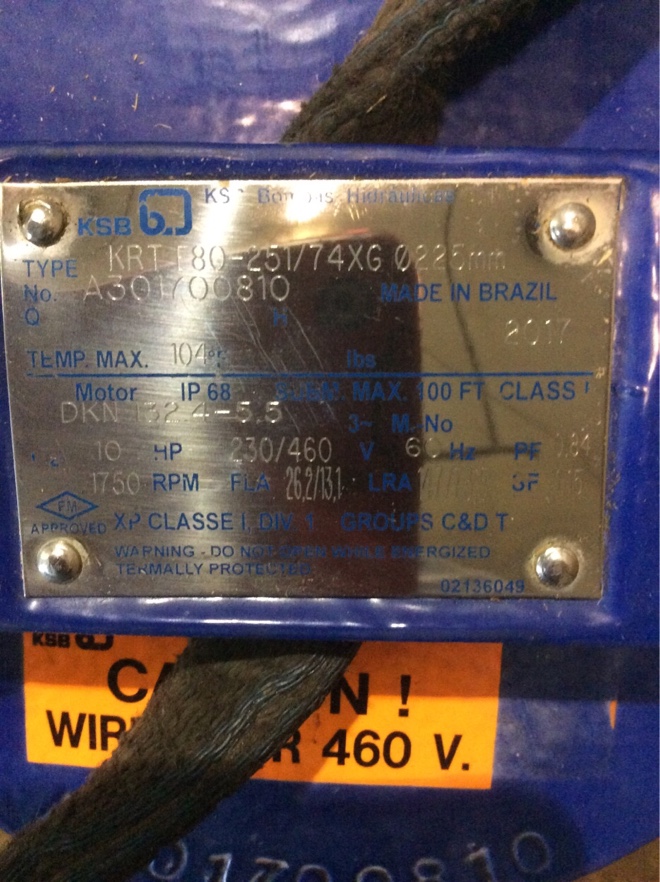 KSB KSB Bombas Hidráulicas
TYPE KRT 80-251/74XG Ø225mm
No. A301700810 MADE IN BRAZIL
Q H 2017
TEMP. MAX. 104 lbs
Motor IP 68 MAX. 100 FT CLASS
DKN 132.4-5.5 3~ M. No
10 HP 230/460 V 60 Hz PF
1750 RPM FLA 26,2/13,1 LRA SF
FM
APPROVED XP CLASSE I, DIV. 1 GROUPS C&D T
WARNING - DO NOT OPEN WHILE ENERGIZED
TERMALLY PROTECTED 02136049
KSB
CAUTION !
460 V.
01700810